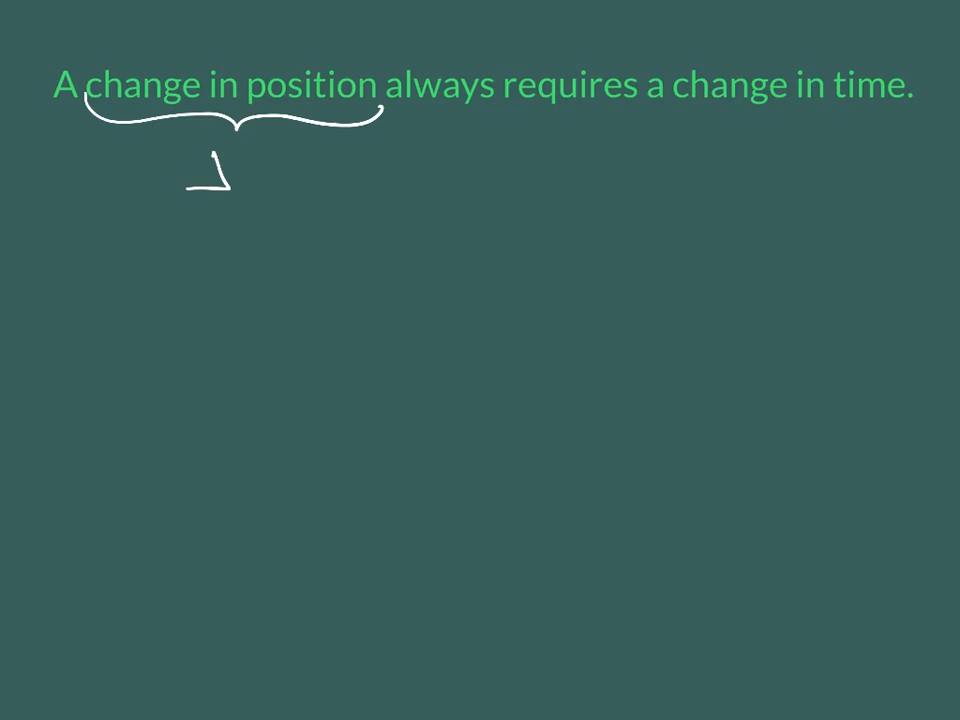 A change in position always requires a change in time.